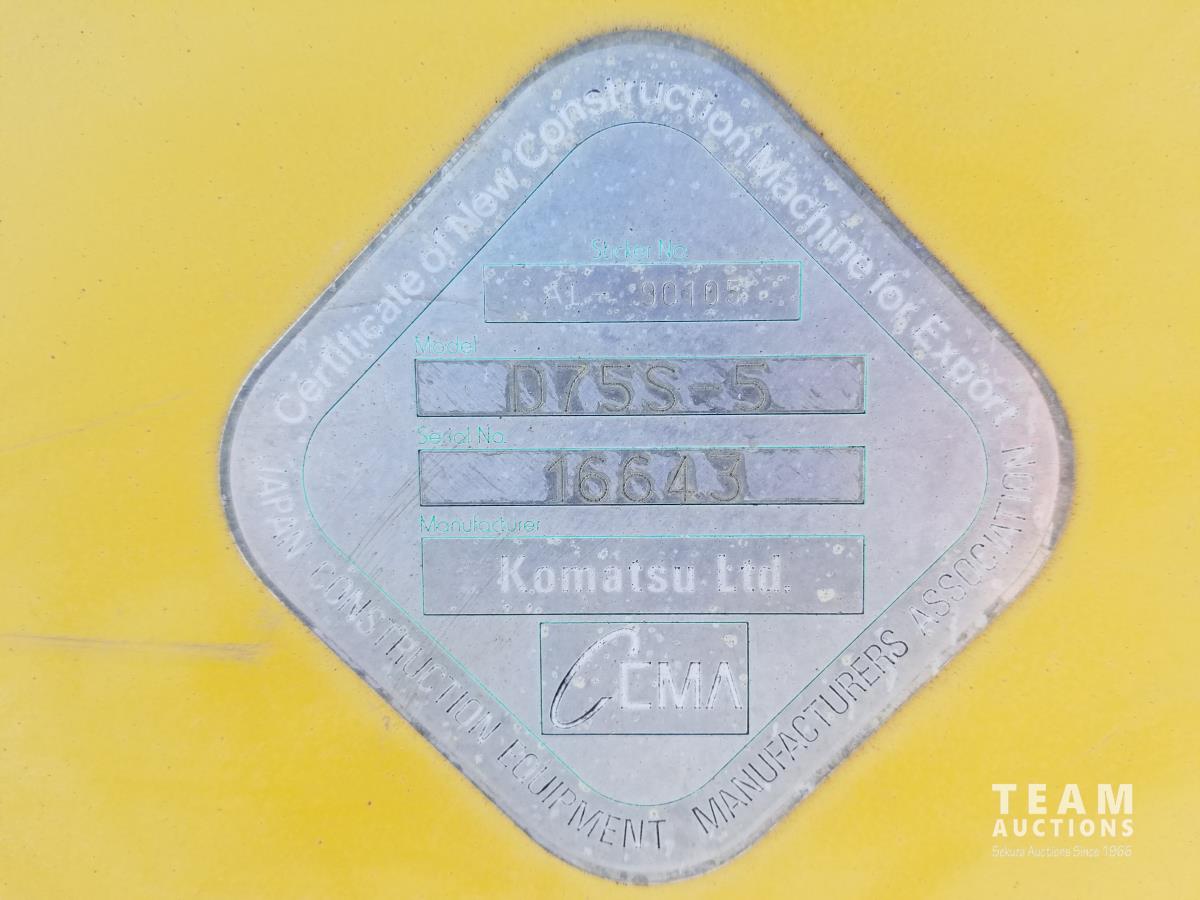 Certificate of New Construction Machine for Export
Sticker No.
A1 - 90105
Model
D75S-5
Serial No.
16643
Manufacturer
Komatsu Ltd.
CEMA
JAPAN CONSTRUCTION EQUIPMENT MANUFACTURERS ASSOCIATION
TEAM
AUCTIONS
Sekura Auctions Since 1966